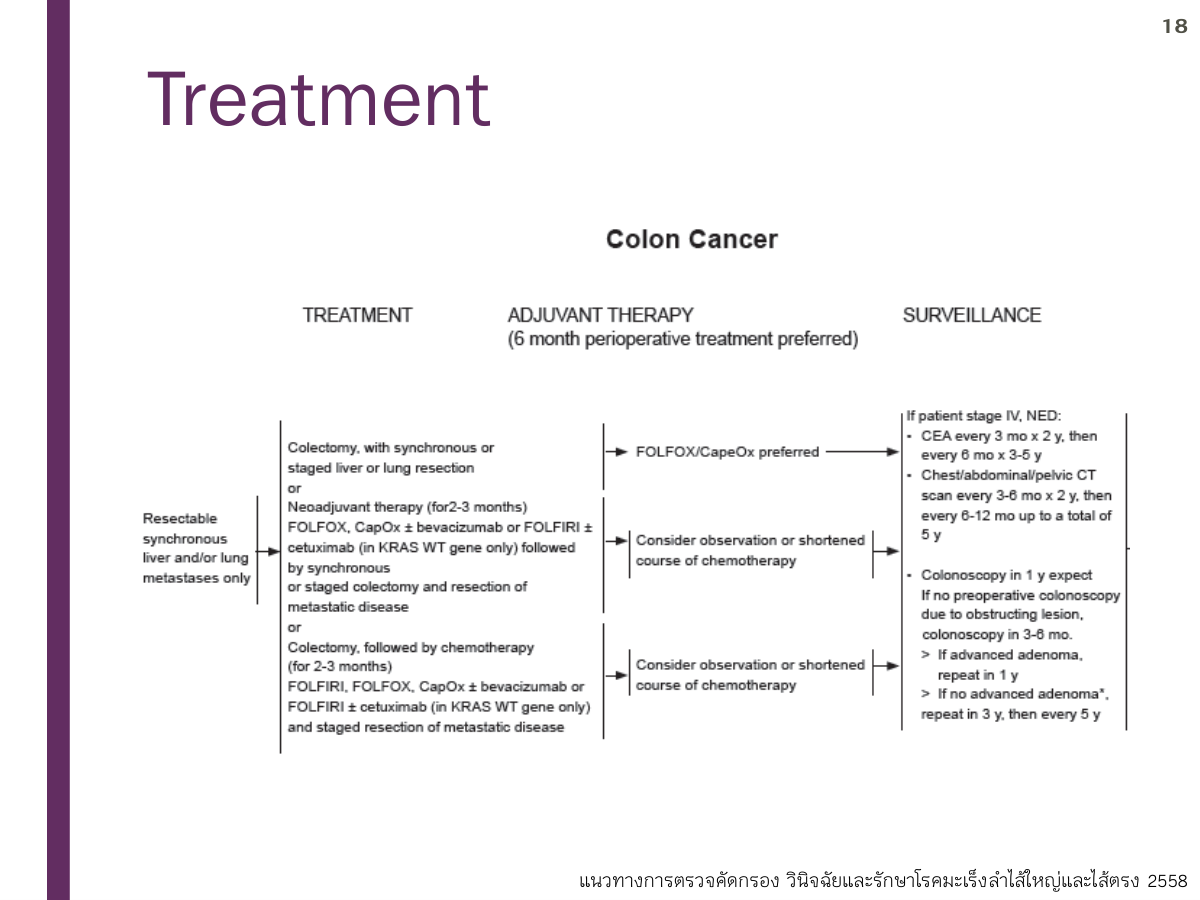 18
Treatment
Colon Cancer
TREATMENT
ADJUVANT THERAPY
(6 month perioperative treatment preferred)
SURVEILLANCE
Resectable
synchronous
liver and/or lung
metastases only
Colectomy, with synchronous or
staged liver or lung resection
or
Neoadjuvant therapy (for2-3 months)
FOLFOX, CapOx ± bevacizumab or FOLFIRI ±
cetuximab (in KRAS WT gene only) followed
by synchronous
or staged colectomy and resection of
metastatic disease
or
Colectomy, followed by chemotherapy
(for 2-3 months)
FOLFIRI, FOLFOX, CapOx ± bevacizumab or
FOLFIRI ± cetuximab (in KRAS WT gene only)
and staged resection of metastatic disease
FOLFOX/CapeOx preferred
Consider observation or shortened
course of chemotherapy
Consider observation or shortened
course of chemotherapy
If patient stage IV, NED:
• CEA every 3 mo x 2 y, then
every 6 mo x 3-5 y
• Chest/abdominal/pelvic CT
scan every 3-6 mo x 2 y, then
every 6-12 mo up to a total of
5 y
• Colonoscopy in 1 y expect
If no preoperative colonoscopy
due to obstructing lesion,
colonoscopy in 3-6 mo.
> If advanced adenoma,
repeat in 1 y
> If no advanced adenoma*,
repeat in 3 y, then every 5 y
แนวทางการตรวจคัดกรอง วินิจฉัยและรักษาโรคมะเร็งลำไส้ใหญ่และไส้ตรง 2558